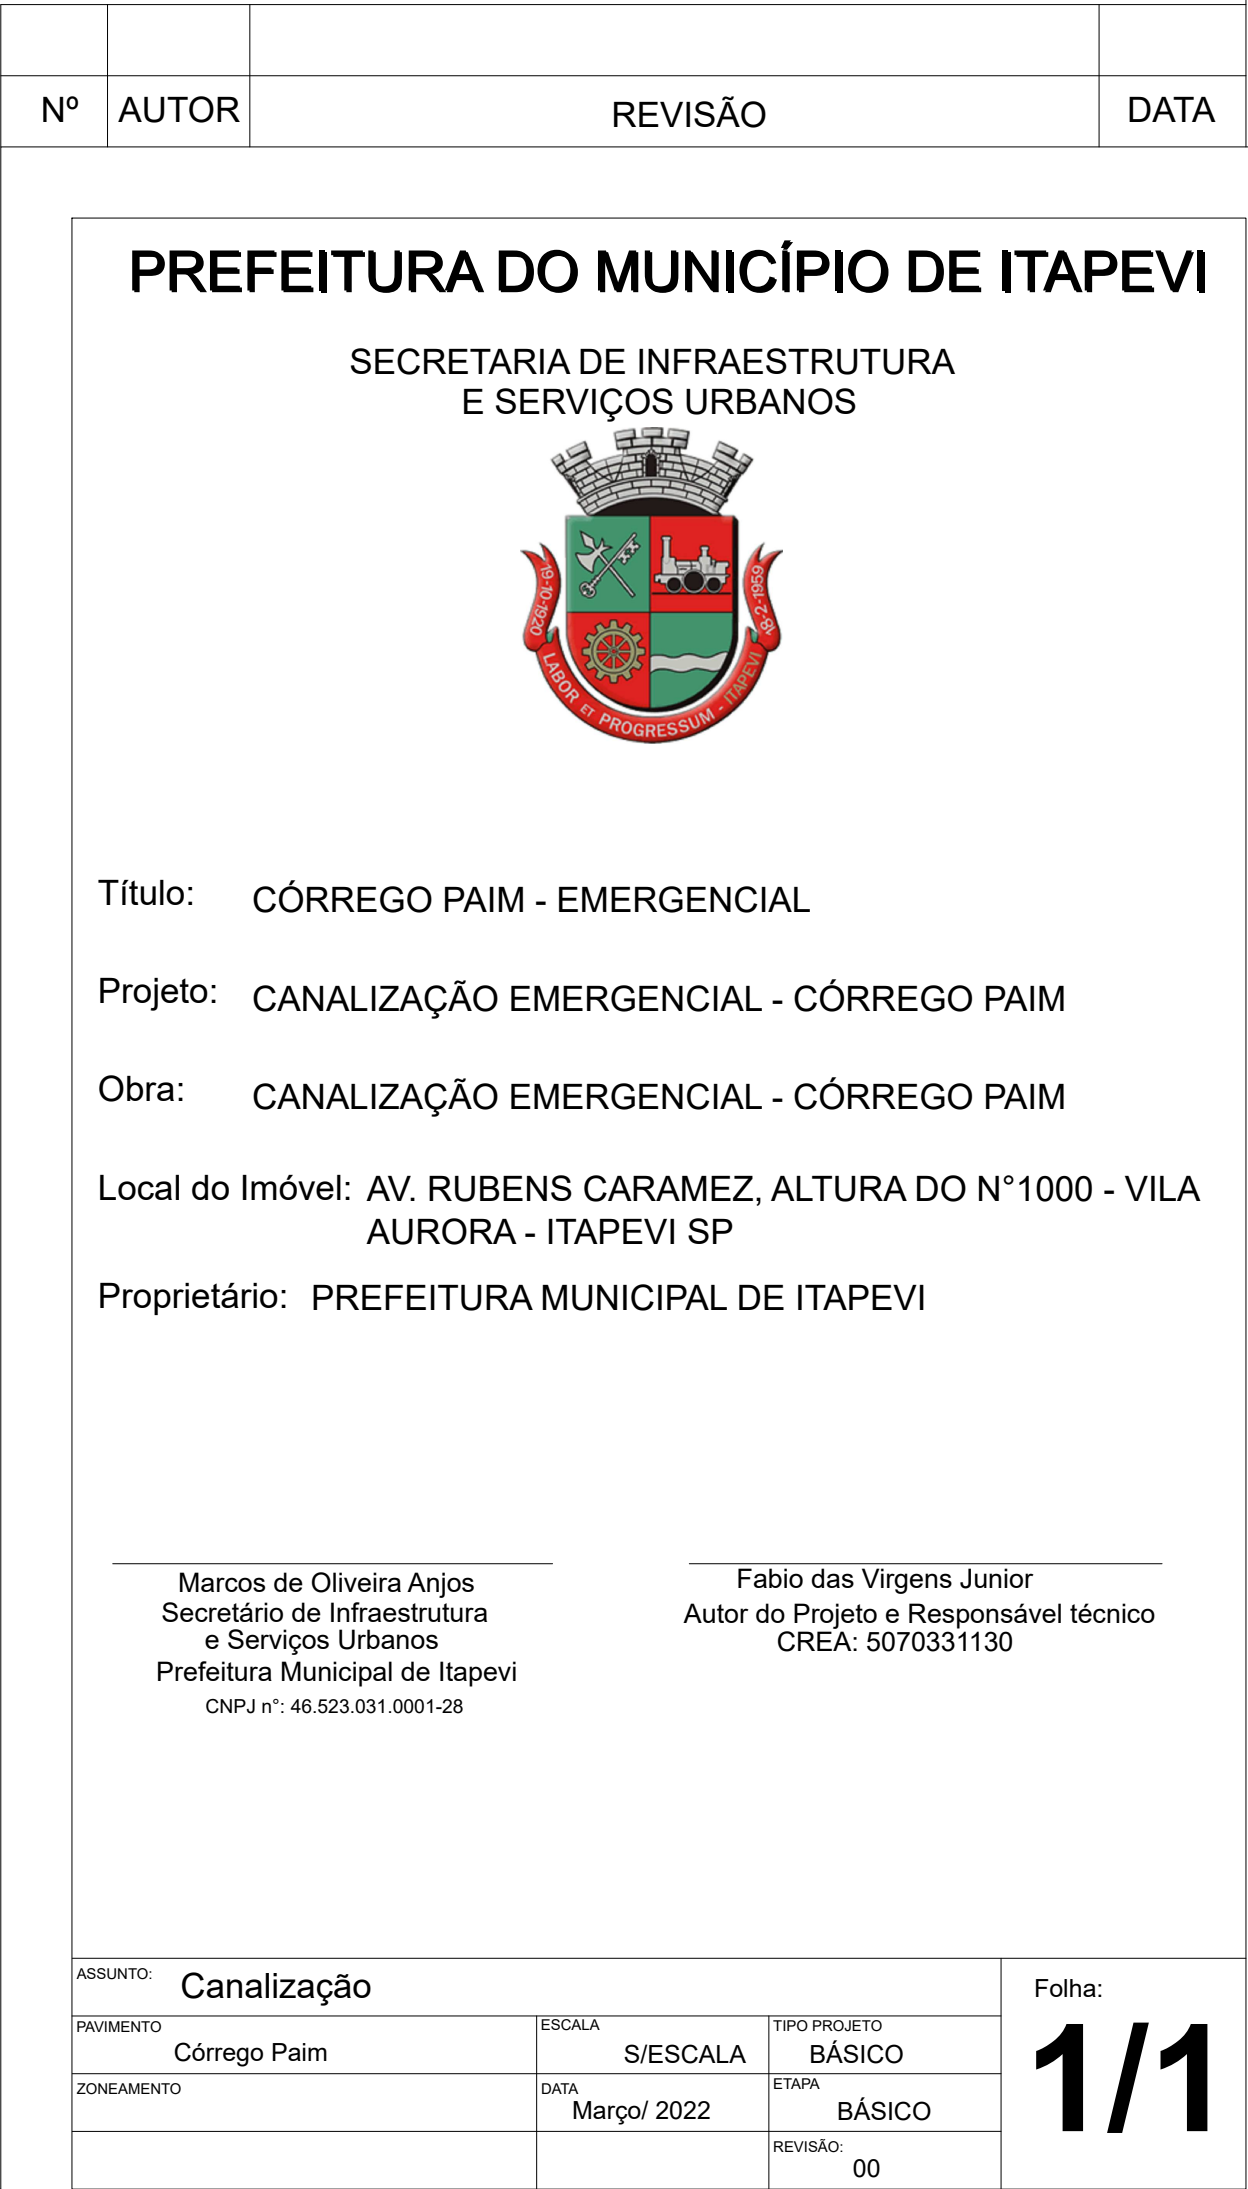 Nº AUTOR REVISÃO DATA
PREFEITURA DO MUNICÍPIO DE ITAPEVI
SECRETARIA DE INFRAESTRUTURA
E SERVIÇOS URBANOS
19-10-1920
18-2-1959
LABOR ET PROGRESSUM - ITAPEVI
Título: CÓRREGO PAIM - EMERGENCIAL
Projeto: CANALIZAÇÃO EMERGENCIAL - CÓRREGO PAIM
Obra: CANALIZAÇÃO EMERGENCIAL - CÓRREGO PAIM
Local do Imóvel: AV. RUBENS CARAMEZ, ALTURA DO N°1000 - VILA
AURORA - ITAPEVI SP
Proprietário: PREFEITURA MUNICIPAL DE ITAPEVI
Marcos de Oliveira Anjos
Secretário de Infraestrutura
e Serviços Urbanos
Prefeitura Municipal de Itapevi
CNPJ n°: 46.523.031.0001-28
Fabio das Virgens Junior
Autor do Projeto e Responsável técnico
CREA: 5070331130
ASSUNTO: Canalização
PAVIMENTO
Córrego Paim
ESCALA
S/ESCALA
TIPO PROJETO
BÁSICO
ZONEAMENTO
DATA
Março/ 2022
ETAPA
BÁSICO
REVISÃO:
00
Folha:
1/1